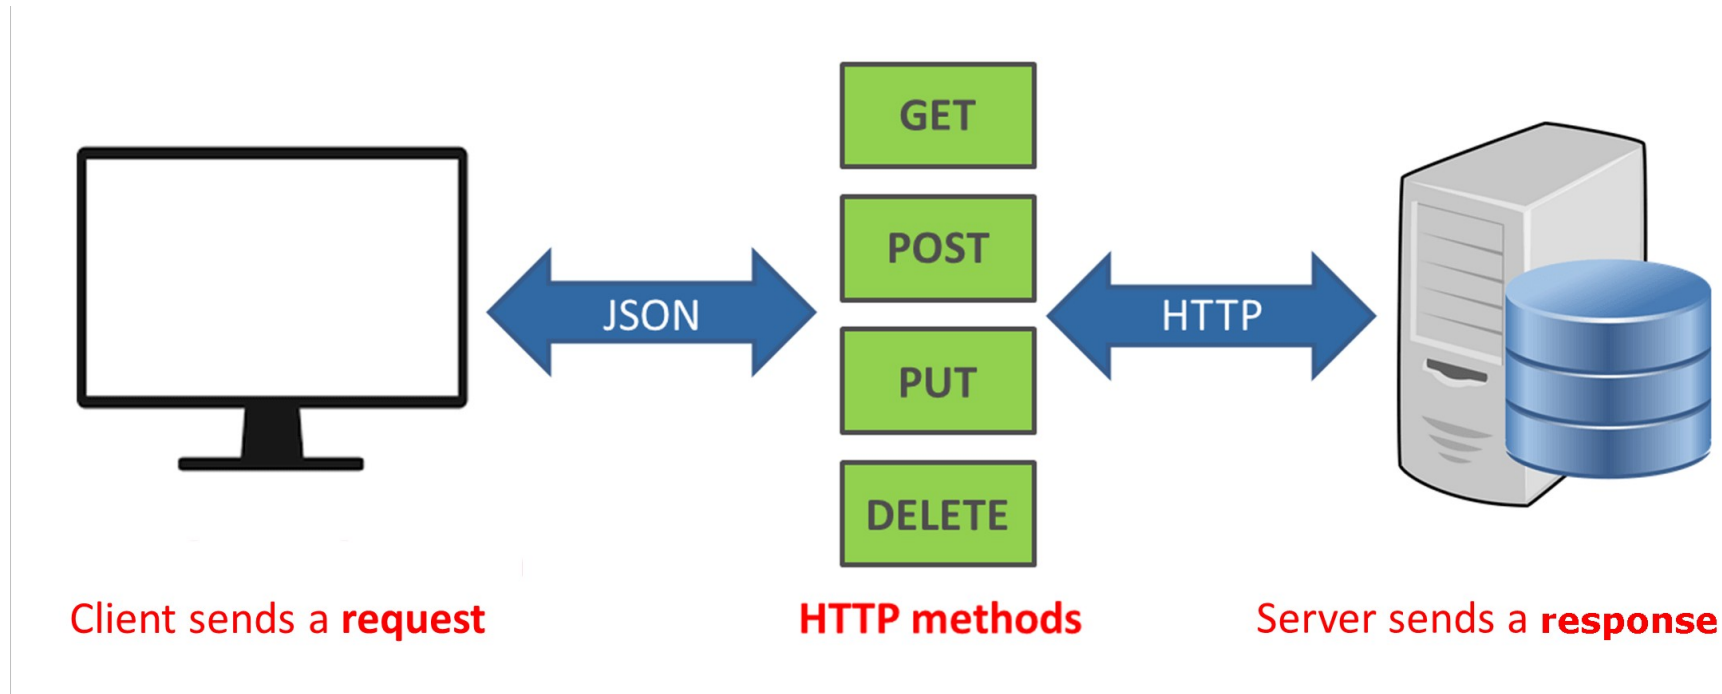 GET
POST
JSON
HTTP
PUT
DELETE
Client sends a request
HTTP methods
Server sends a response